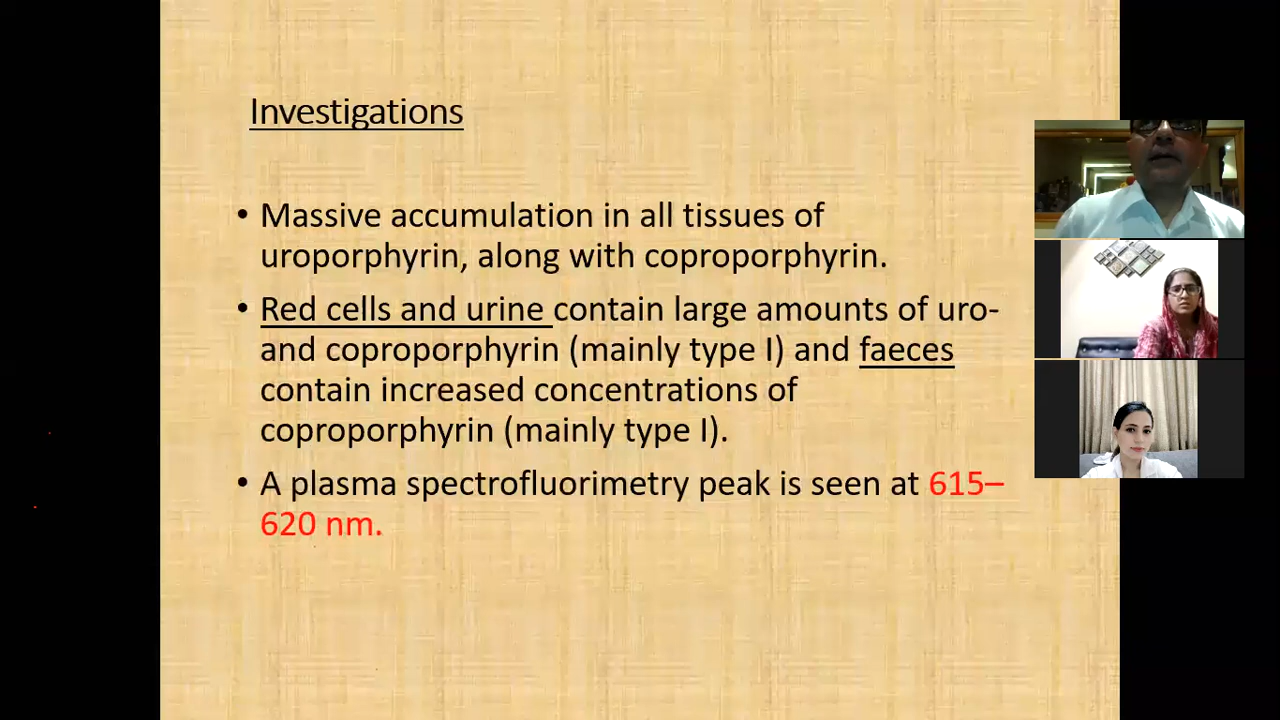 Investigations
• Massive accumulation in all tissues of
uroporphyrin, along with coproporphyrin.
• Red cells and urine contain large amounts of uro-
and coproporphyrin (mainly type I) and faeces
contain increased concentrations of
coproporphyrin (mainly type I).
• A plasma spectrofluorimetry peak is seen at 615–
620 nm.